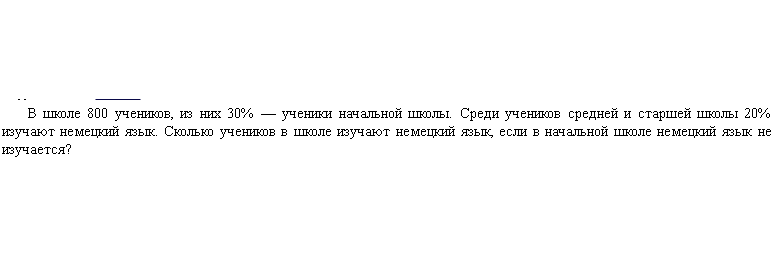 В школе 800 учеников, из них 30% — ученики начальной школы. Среди учеников средней и старшей школы 20%
изучают немецкий язык. Сколько учеников в школе изучают немецкий язык, если в начальной школе немецкий язык не
изучается?